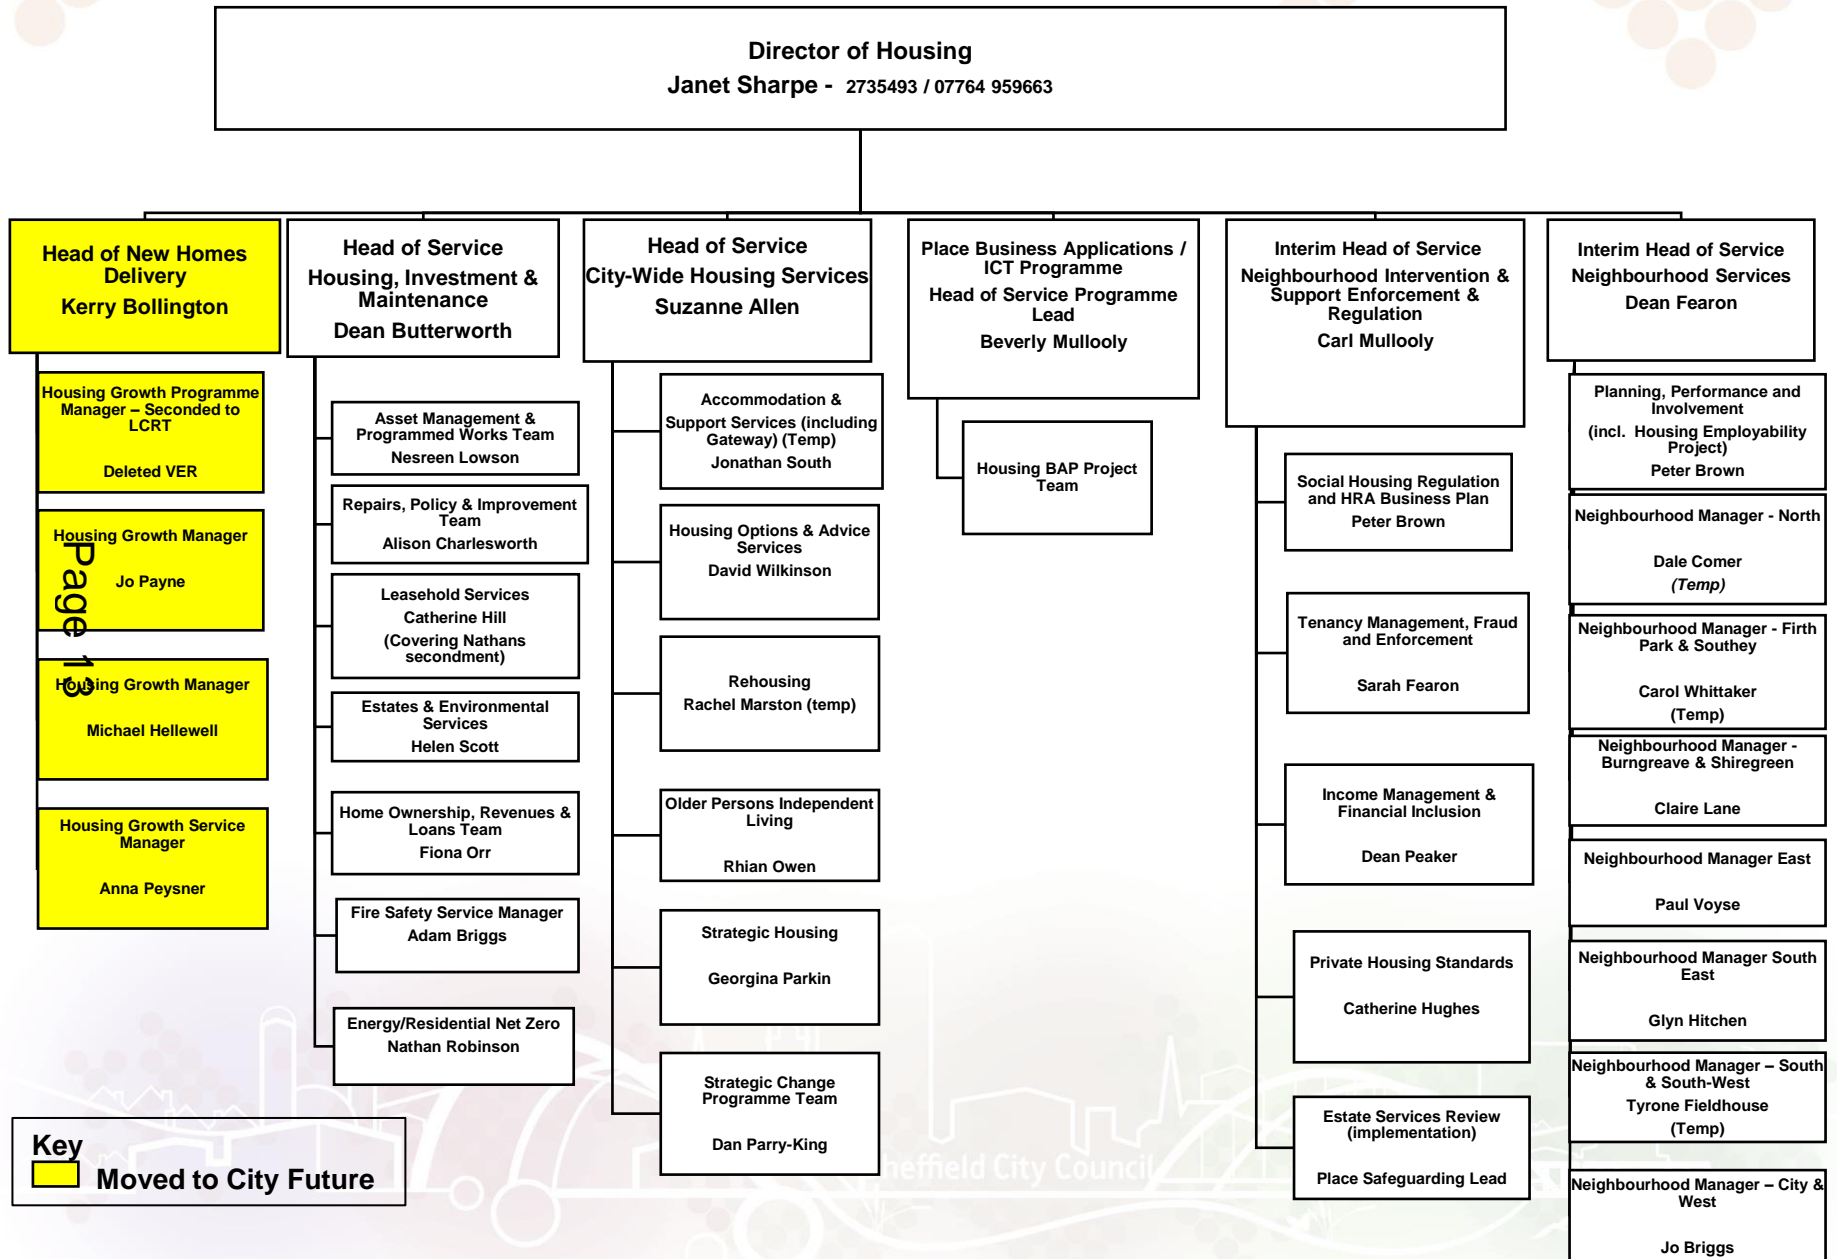 Director of Housing
Janet Sharpe - 2735493 / 07764 959663
Head of New Homes
Delivery
Kerry Bollington
Housing Growth Programme
Manager – Seconded to
LCRT
Deleted VER
Housing Growth Manager
Jo Payne
Housing Growth Manager
Michael Hellewell
Housing Growth Service
Manager
Anna Peysner
Page 13
Head of Service
Housing, Investment &
Maintenance
Dean Butterworth
Asset Management &
Programmed Works Team
Nesreen Lowson
Repairs, Policy & Improvement
Team
Alison Charlesworth
Leasehold Services
Catherine Hill
(Covering Nathans
secondment)
Estates & Environmental
Services
Helen Scott
Home Ownership, Revenues &
Loans Team
Fiona Orr
Fire Safety Service Manager
Adam Briggs
Energy/Residential Net Zero
Nathan Robinson
Head of Service
City-Wide Housing Services
Suzanne Allen
Accommodation &
Support Services (including
Gateway) (Temp)
Jonathan South
Housing Options & Advice
Services
David Wilkinson
Rehousing
Rachel Marston (temp)
Older Persons Independent
Living
Rhian Owen
Strategic Housing
Georgina Parkin
Strategic Change
Programme Team
Dan Parry-King
Place Business Applications /
ICT Programme
Head of Service Programme
Lead
Beverly Mullooly
Housing BAP Project
Team
Interim Head of Service
Neighbourhood Intervention &
Support Enforcement &
Regulation
Carl Mullooly
Social Housing Regulation
and HRA Business Plan
Peter Brown
Tenancy Management, Fraud
and Enforcement
Sarah Fearon
Income Management &
Financial Inclusion
Dean Peaker
Private Housing Standards
Catherine Hughes
Estate Services Review
(implementation)
Place Safeguarding Lead
Interim Head of Service
Neighbourhood Services
Dean Fearon
Planning, Performance and
Involvement
(incl. Housing Employability
Project)
Peter Brown
Neighbourhood Manager - North
Dale Comer
(Temp)
Neighbourhood Manager - Firth
Park & Southey
Carol Whittaker
(Temp)
Neighbourhood Manager -
Burngreave & Shiregreen
Claire Lane
Neighbourhood Manager East
Paul Voyse
Neighbourhood Manager South
East
Glyn Hitchen
Neighbourhood Manager – South
& South-West
Tyrone Fieldhouse
(Temp)
Neighbourhood Manager – City &
West
Jo Briggs
Key
Moved to City Future
heffield City Council